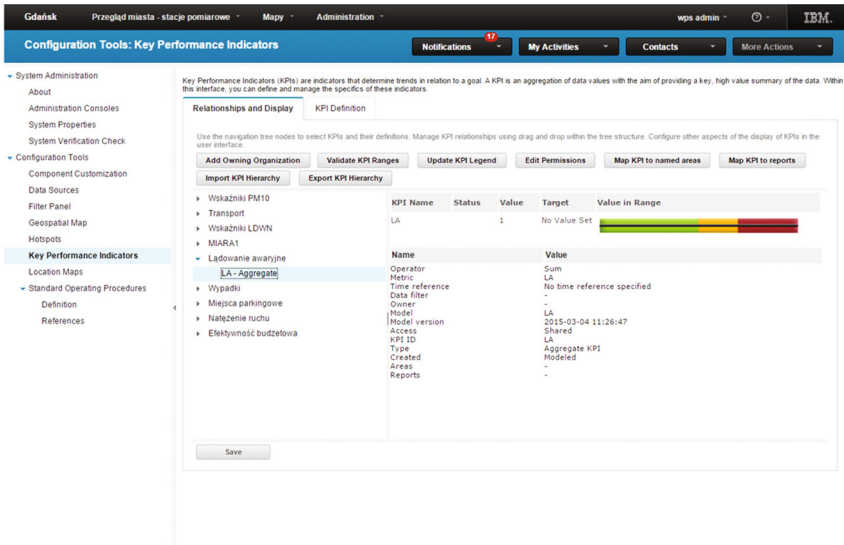 Gdańsk Przegląd miasta - stacje pomiarowe Mapy Administration wps admin IBM.
Configuration Tools: Key Performance Indicators
17
Notifications My Activities Contacts More Actions
System Administration
About
Administration Consoles
System Properties
System Verification Check
Configuration Tools
Component Customization
Data Sources
Filter Panel
Geospatial Map
Hotspots
Key Performance Indicators
Location Maps
Standard Operating Procedures
Definition
References
Key Performance Indicators (KPIs) are indicators that determine trends in relation to a goal. A KPI is an aggregation of data values with the aim of providing a key, high value summary of the data. Within
this interface, you can define and manage the specifics of these indicators.
Relationships and Display KPI Definition
Use the navigation tree nodes to select KPIs and their definitions. Manage KPI relationships using drag and drop within the tree structure. Configure other aspects of the display of KPIs in the
user interface.
Add Owning Organization Validate KPI Ranges Update KPI Legend Edit Permissions Map KPI to named areas Map KPI to reports
Import KPI Hierarchy Export KPI Hierarchy
Wskaźniki PM10
Transport
Wskaźniki LDWN
MIARA1
Lądowanie awaryjne
LA - Aggregate
Wypadki
Miejsca parkingowe
Natężenie ruchu
Efektywność budżetowa
KPI Name Status Value Target Value in Range
LA 1 No Value Set
Name Value
Operator Sum
Metric LA
Time reference No time reference specified
Data filter -
Owner -
Model LA
Model version 2015-03-04 11:26:47
Access Shared
KPI ID LA
Type Aggregate KPI
Created Modeled
Areas -
Reports -
Save